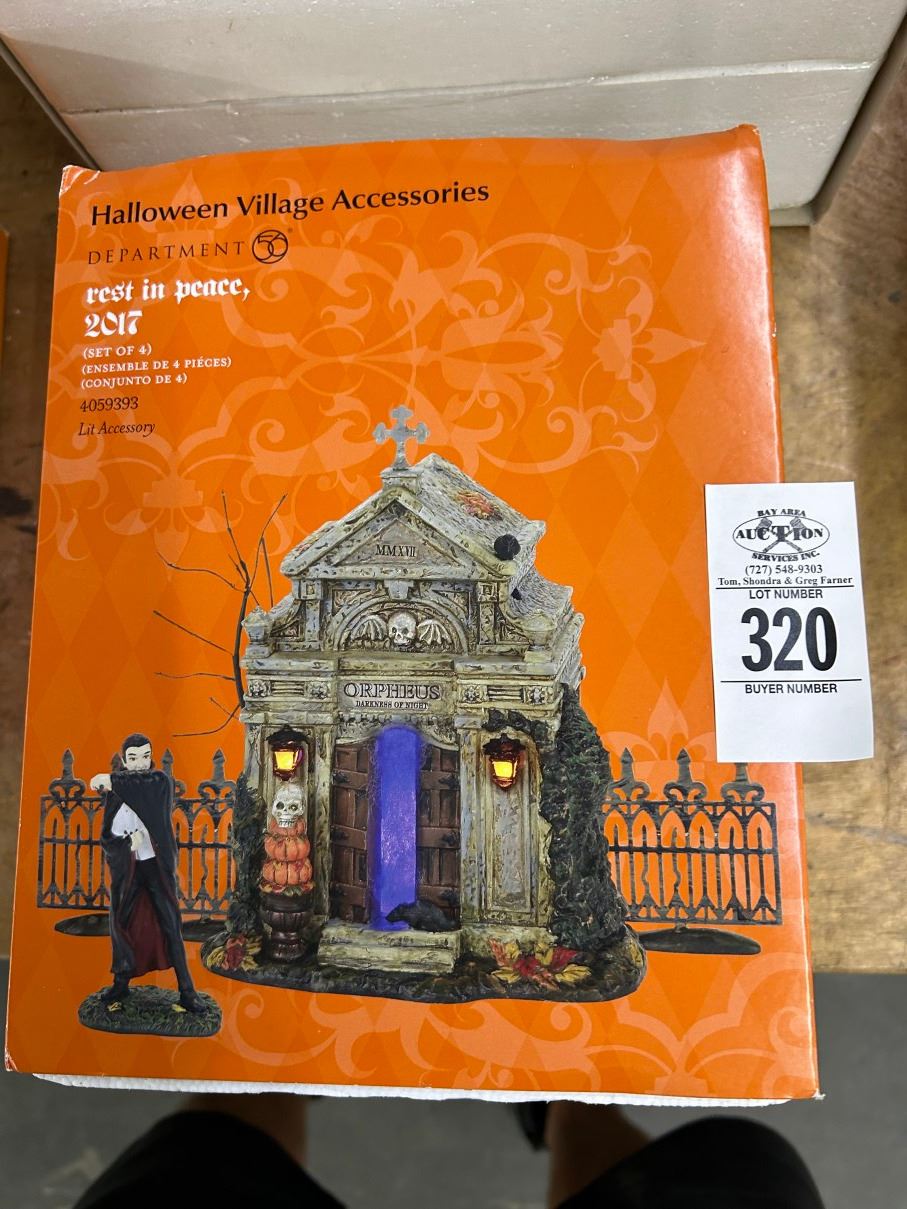 Halloween Village Accessories
DEPARTMENT 56®
rest in peace,
2017
(SET OF 4)
(ENSEMBLE DE 4 PIÉCES)
(CONJUNTO DE 4)
4059393
Lit Accessory
MMXVII
ORPHEUS
DARKNESS OF NIGHT
BAY AREA
AUCTION
SERVICES INC.
(727) 548-9303
Tom, Shondra & Greg Farner
LOT NUMBER
320
BUYER NUMBER